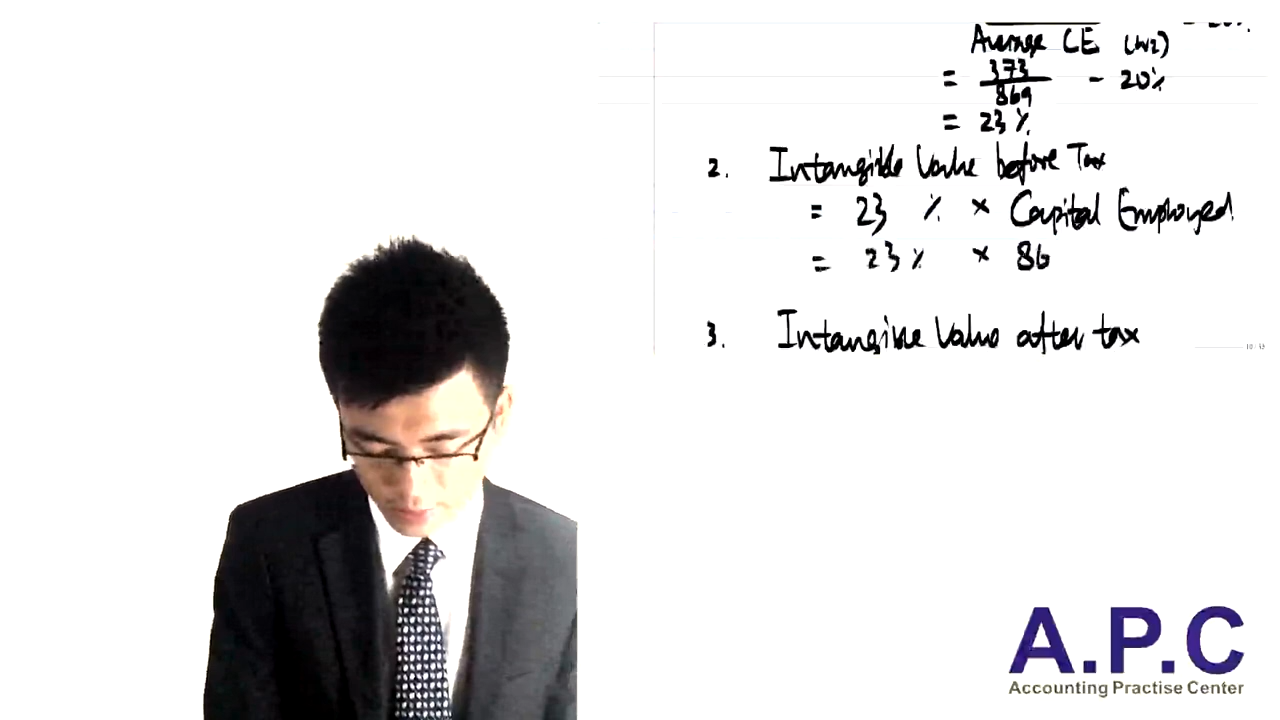 Average CE (W2)
= 373/869 - 20%
= 23%
2. Intangible Value before Tax
= 23 % × Capital Employed
= 23% × 86
3. Intangible Value after tax
A.P.C
Accounting Practise Center